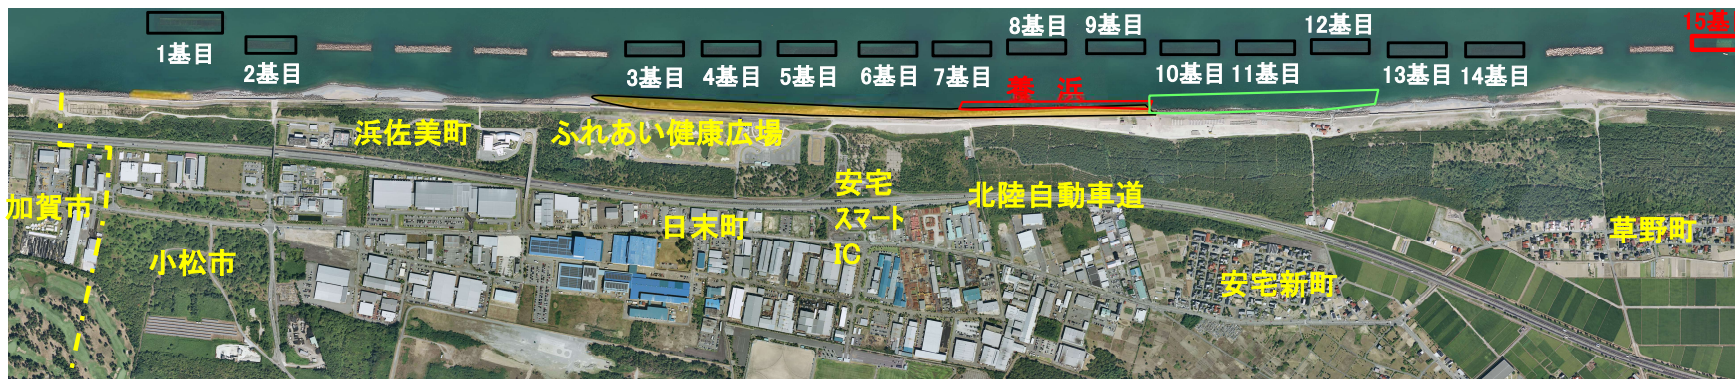 1基目
2基目
3基目
4基目
5基目
6基目
7基目
8基目
9基目
10基目
11基目
12基目
13基目
14基目
15基目
養 浜
浜佐美町
ふれあい健康広場
安宅
スマート
IC
北陸自動車道
加賀市
小松市
日末町
安宅新町
草野町